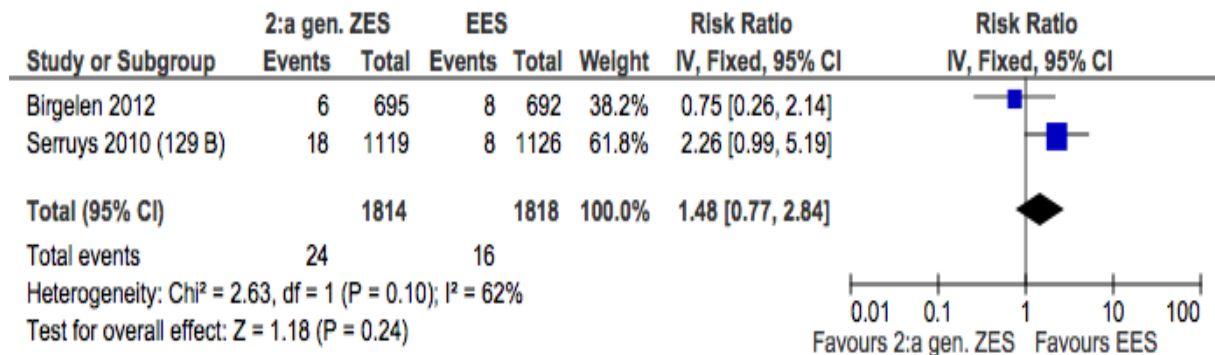 2:a gen. ZES EES Risk Ratio Risk Ratio
Study or Subgroup Events Total Events Total Weight IV, Fixed, 95% CI IV, Fixed, 95% CI
Birgelen 2012 6 695 8 692 38.2% 0.75 [0.26, 2.14]
Serruys 2010 (129 B) 18 1119 8 1126 61.8% 2.26 [0.99, 5.19]
Total (95% CI) 1814 1818 100.0% 1.48 [0.77, 2.84]
Total events 24 16
Heterogeneity: Chi² = 2.63, df = 1 (P = 0.10); I² = 62%
Test for overall effect: Z = 1.18 (P = 0.24)
0.01 0.1 1 10 100
Favours 2:a gen. ZES Favours EES